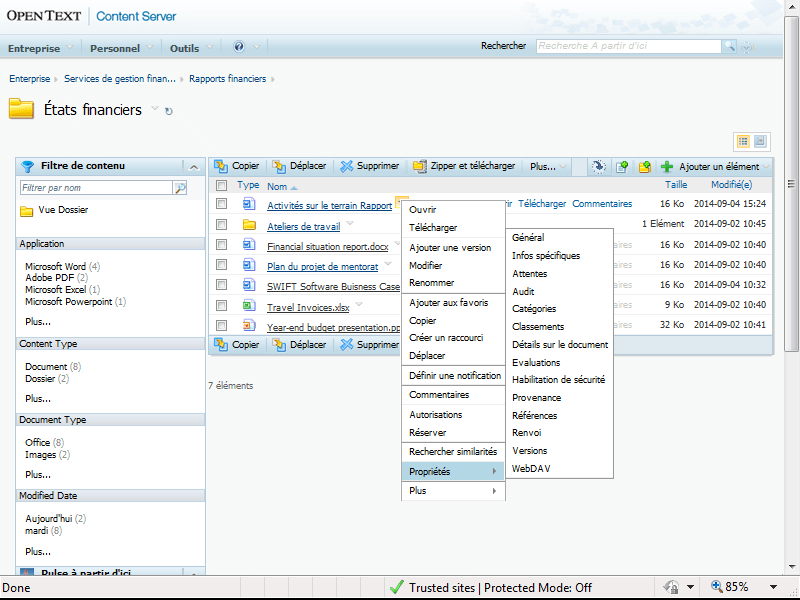 OPEN TEXT Content Server
Entreprise Personnel Outils
Rechercher Recherche A partir d'ici
Enterprise Services de gestion finan... Rapports financiers
États financiers
Filtre de contenu
Filtrer par nom
Vue Dossier
Application
Microsoft Word (4)
Adobe PDF (2)
Microsoft Excel (1)
Microsoft Powerpoint (1)
Plus...
Content Type
Document (8)
Dossier (2)
Plus...
Document Type
Office (8)
Images (2)
Plus...
Modified Date
Aujourd'hui (2)
mardi (8)
Plus...
Pulse à partir d'ici
Copier Déplacer Supprimer Zipper et télécharger Plus... Ajouter un élément
Type Nom Taille Modifié(e)
Activités sur le terrain Rapport Télécharger Commentaires 16 Ko 2014-09-04 15:24
Ateliers de travail 1 Elément 2014-09-02 10:45
Financial situation report.docx 16 Ko 2014-09-02 10:40
Plan du projet de mentorat 16 Ko 2014-09-02 10:40
SWIFT Software Buisness Case 16 Ko 2014-09-04 10:32
Travel Invoices.xlsx 9 Ko 2014-09-02 10:40
Year-end budget presentation.pp 32 Ko 2014-09-02 10:41
Copier Déplacer Supprimer
7 éléments
Ouvrir
Télécharger
Ajouter une version
Modifier
Renommer
Ajouter aux favoris
Copier
Créer un raccourci
Déplacer
Définir une notification
Commentaires
Autorisations
Réserver
Rechercher similarités
Propriétés
Plus
Général
Infos spécifiques
Attentes
Audit
Catégories
Classements
Détails sur le document
Evaluations
Habilitation de sécurité
Provenance
Références
Renvoi
Versions
WebDAV
Done Trusted sites | Protected Mode: Off 85%